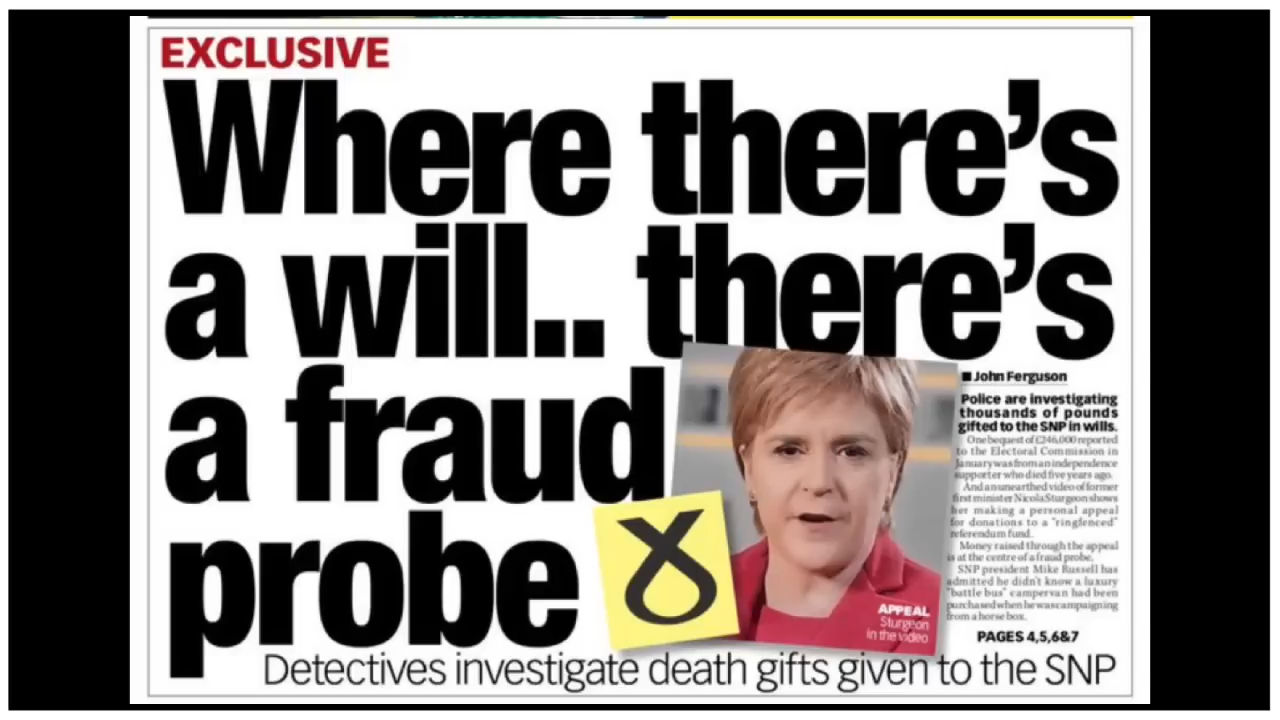 EXCLUSIVE
Where there's
a will.. there's
a fraud
probe
John Ferguson
Police are investigating
thousands of pounds
gifted to the SNP in wills.
One bequest of £246,000 reported
to the Electoral Commission in
January was from an independence
supporter who died five years ago.
And an unearthed video of former
first minister Nicola Sturgeon shows
her making a personal appeal
for donations to a "ringfenced"
referendum fund.
Money raised through the appeal
is at the centre of a fraud probe.
SNP president Mike Russell has
admitted he didn't know a luxury
"battle bus" campervan had been
purchased when he was campaigning
from a horse box.
PAGES 4,5,6&7
APPEAL
Sturgeon
in the video
Detectives investigate death gifts given to the SNP